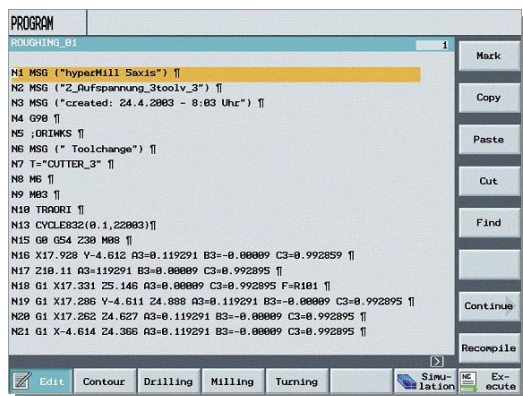 PROGRAM
ROUGHING_01 1
N1 MSG ("hyperMill 5axis") ¶
N2 MSG ("Z_Aufspannung_3toolv_3") ¶
N3 MSG ("created: 24.4.2003 - 8:03 Uhr") ¶
N4 G90 ¶
N5 ;ORIWKS ¶
N6 MSG (" Toolchange") ¶
N7 T="CUTTER_3" ¶
N8 M6 ¶
N9 M03 ¶
N10 TRAORI ¶
N13 CYCLE832(0.1,22003)¶
N15 G0 G54 Z30 M08 ¶
N16 X17.928 Y-4.612 A3=0.119291 B3=-0.00009 C3=0.992859 ¶
N17 Z10.11 A3=119291 B3=0.00009 C3=0.992895 ¶
N18 G1 X17.331 Z5.146 A3=0.00009 C3=0.992895 F=R101 ¶
N19 G1 X17.286 Y-4.611 Z4.888 A3=0.119291 B3=-0.00009 C3=0.992895 ¶
N20 G1 X17.262 Z4.627 A3=0.119291 B3=-0.00009 C3=0.992895 ¶
N21 G1 X-4.614 Z4.366 A3=0.119291 B3=-0.00009 C3=0.992895 ¶
Mark
Copy
Paste
Cut
Find
Continue
Recompile
Edit
Contour
Drilling
Milling
Turning
Simu-
lation
NC
Ex-
ecute